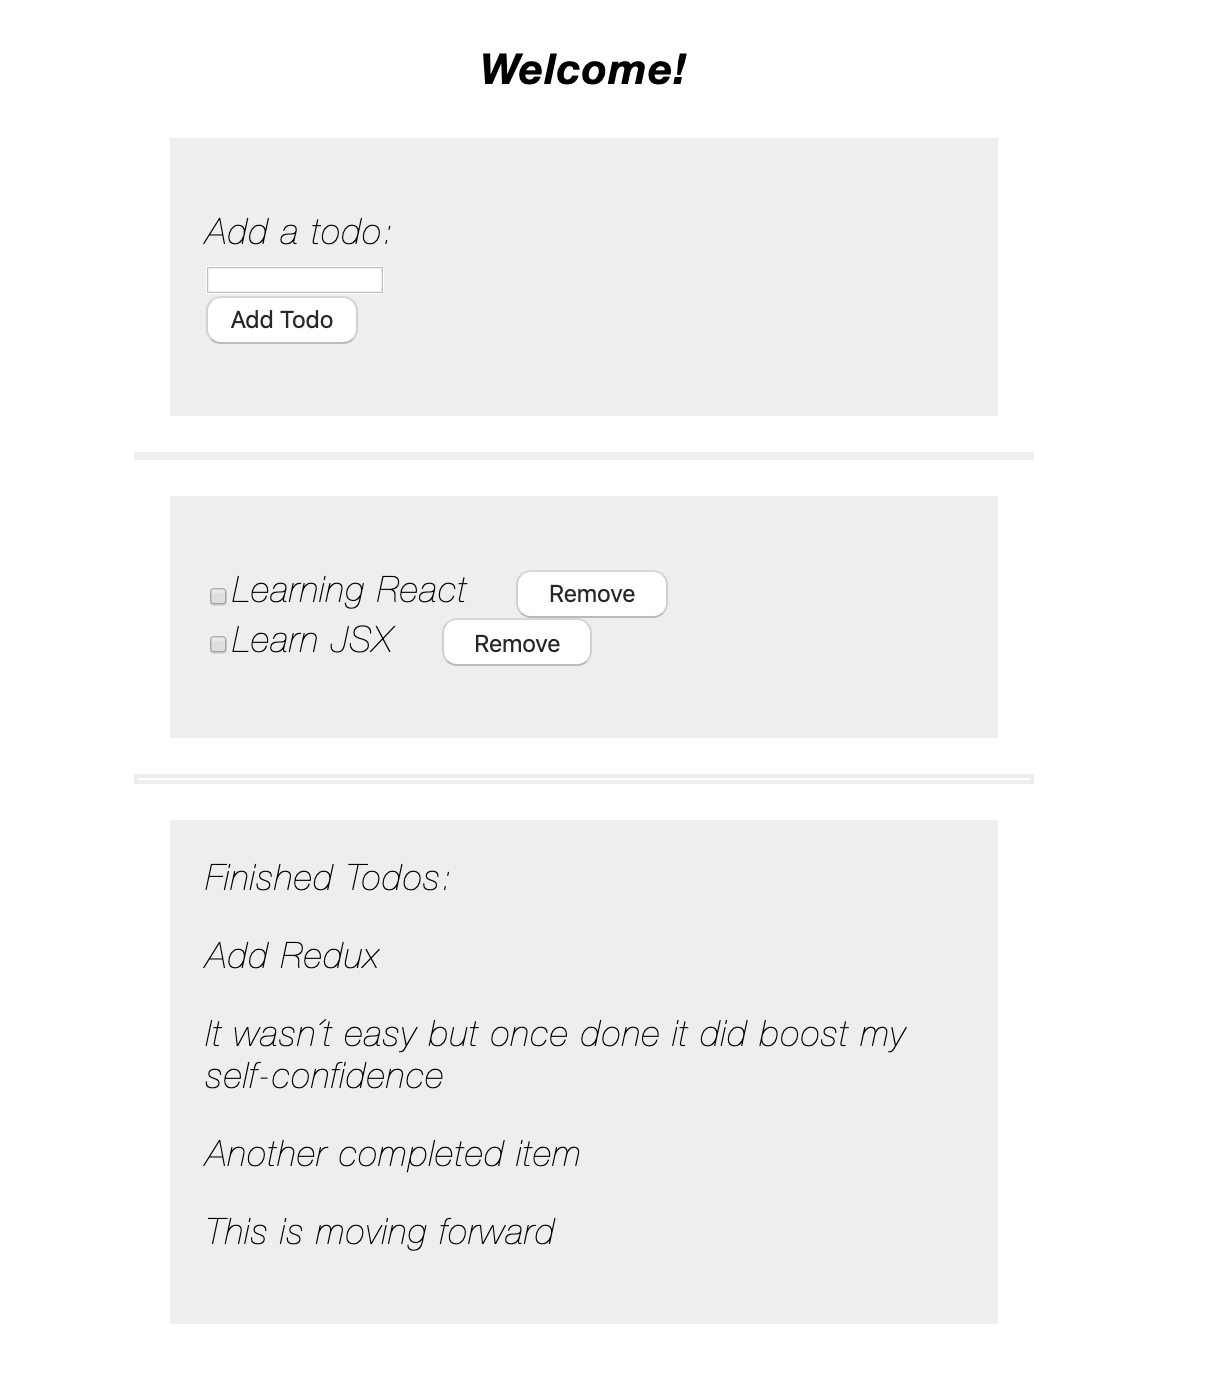 Welcome!
Add a todo:
Add Todo
Learning React Remove
Learn JSX Remove
Finished Todos:
Add Redux
It wasn´t easy but once done it did boost my
self-confidence
Another completed item
This is moving forward